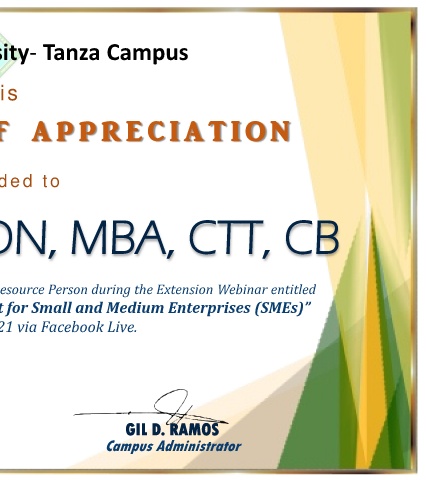 sity- Tanza Campus
is
F APPRECIATION
ded to
ON, MBA, CTT, CB
esource Person during the Extension Webinar entitled
t for Small and Medium Enterprises (SMEs)"
21 via Facebook Live.
GIL D. RAMOS
Campus Administrator